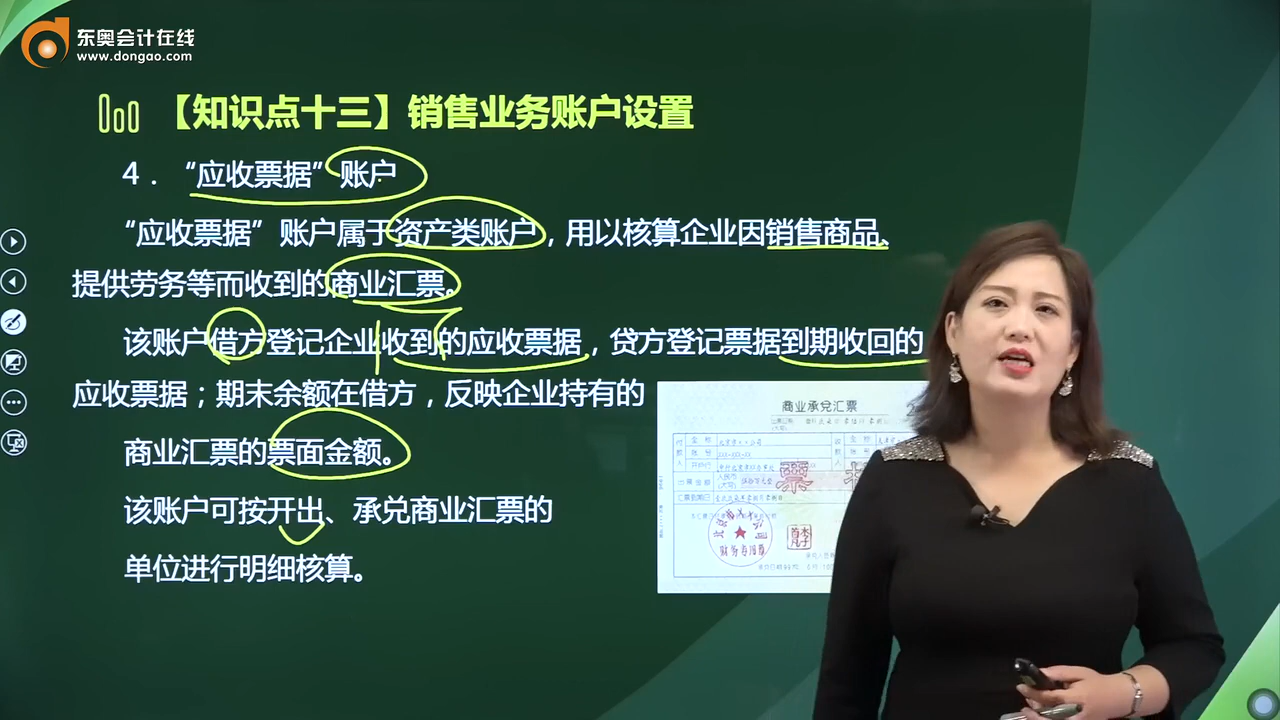 东奥会计在线
www.dongao.com
【知识点十三】销售业务账户设置
4．“应收票据”账户
“应收票据”账户属于资产类账户，用以核算企业因销售商品、
提供劳务等而收到的商业汇票。
该账户借方登记企业收到的应收票据，贷方登记票据到期收回的
应收票据；期末余额在借方，反映企业持有的
商业汇票的票面金额。
该账户可按开出、承兑商业汇票的
单位进行明细核算。
商业承兑汇票